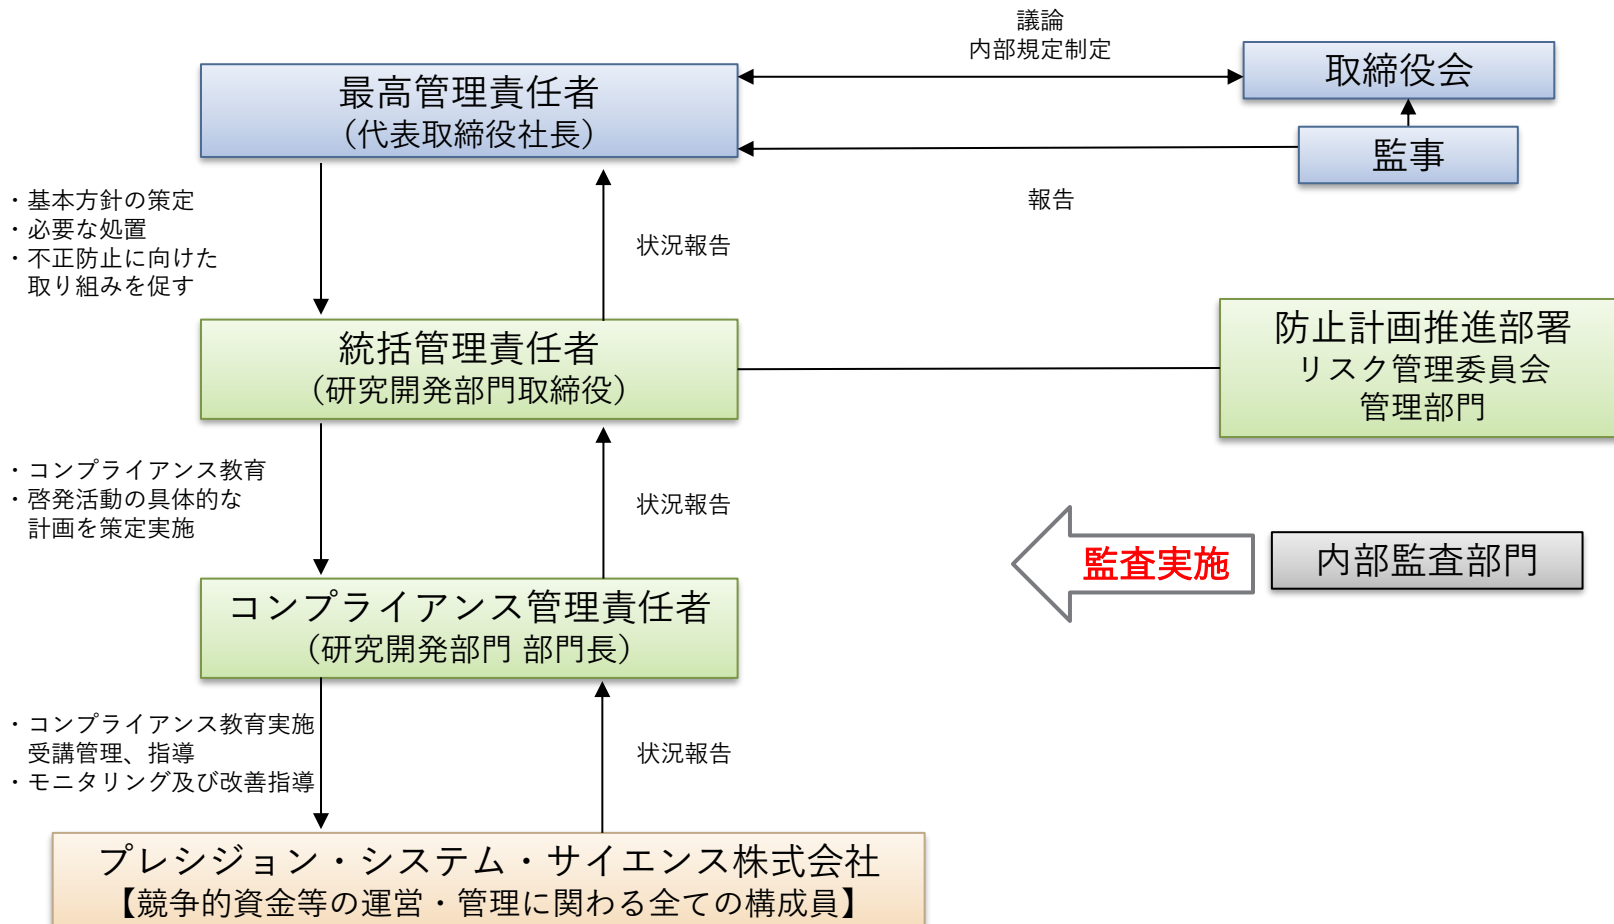 議論
内部規定制定
取締役会
最高管理責任者
（代表取締役社長）
監事
報告
・基本方針の策定
・必要な処置
・不正防止に向けた
取り組みを促す
状況報告
統括管理責任者
（研究開発部門取締役）
防止計画推進部署
リスク管理委員会
管理部門
・コンプライアンス教育
・啓発活動の具体的な
計画を策定実施
状況報告
監査実施
内部監査部門
コンプライアンス管理責任者
（研究開発部門 部門長）
・コンプライアンス教育実施
受講管理、指導
・モニタリング及び改善指導
状況報告
プレシジョン・システム・サイエンス株式会社
【競争的資金等の運営・管理に関わる全ての構成員】